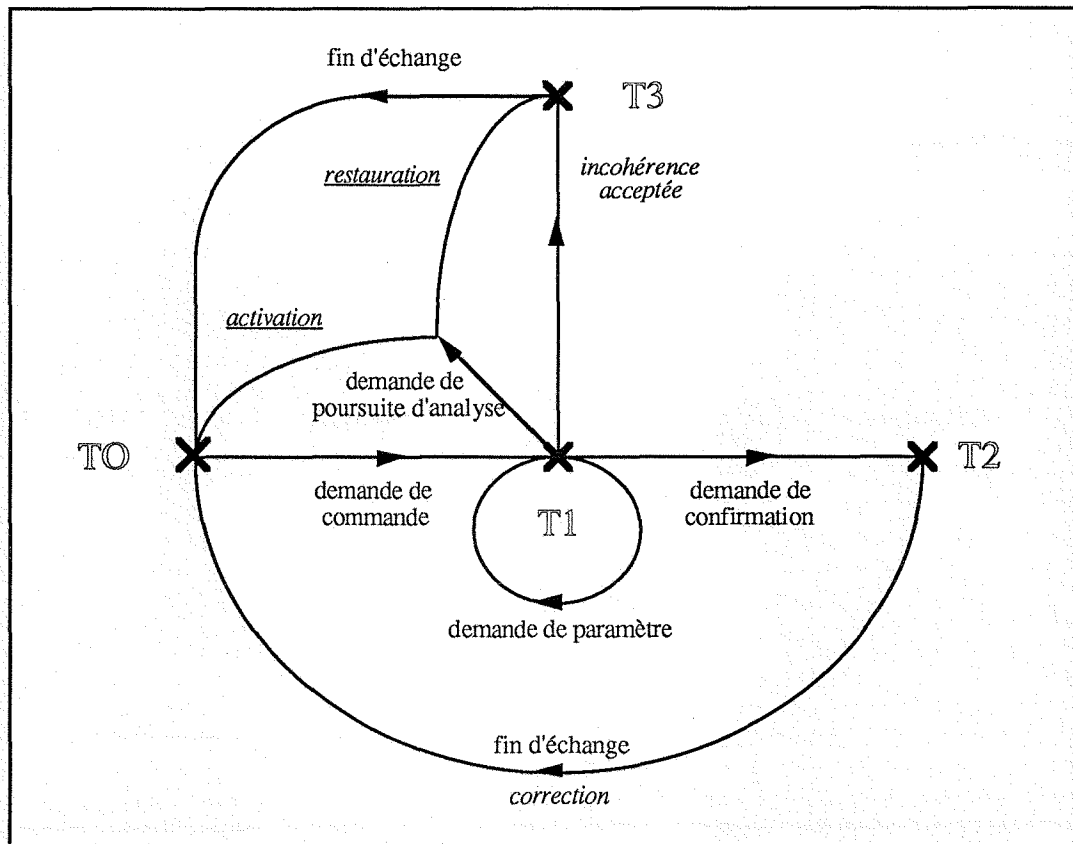 fin d'échange
T3
restauration
incohérence
acceptée
activation
demande de
poursuite d'analyse
TO
T2
demande de
commande
T1
demande de
confirmation
demande de paramètre
fin d'échange
correction